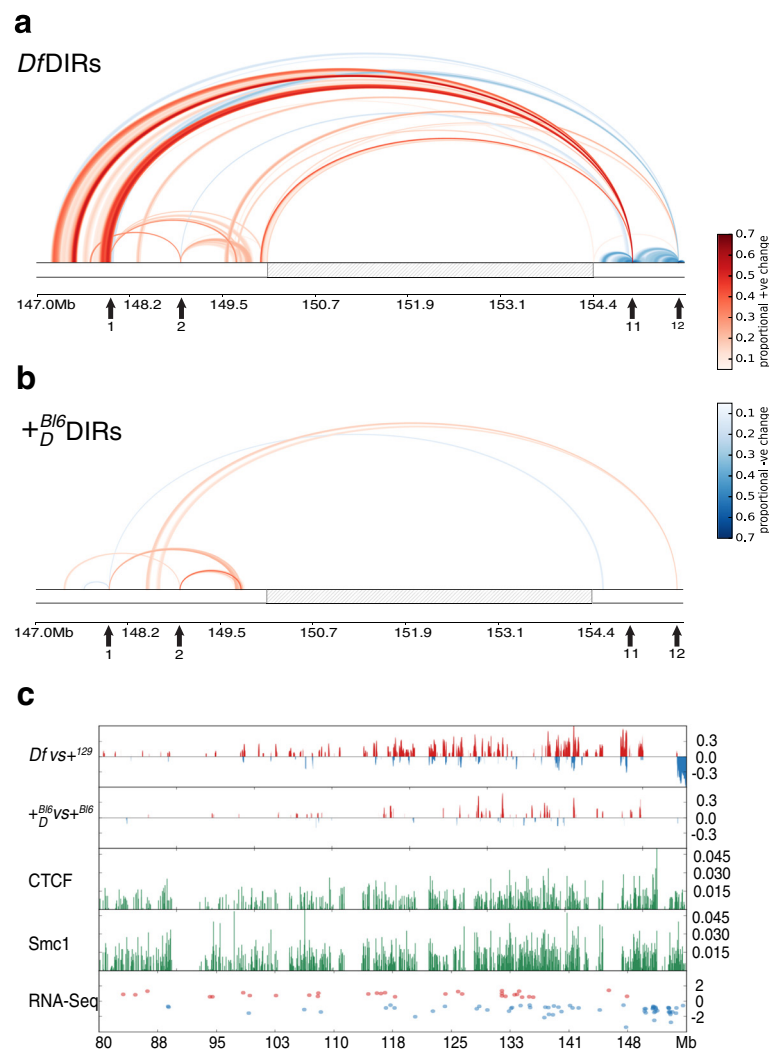 a
DfDIRs
147.0Mb 148.2 149.5 150.7 151.9 153.1 154.4
1 2 11 12
0.7
0.6
0.5
0.4
0.3
0.2
0.1
proportional +ve change
b
+DBl6DIRs
0.1
0.2
0.3
0.4
0.5
0.6
0.7
proportional -ve change
147.0Mb 148.2 149.5 150.7 151.9 153.1 154.4
1 2 11 12
c
Df vs+129
0.3
0.0
-0.3
+DBl6vs+Bl6
0.3
0.0
-0.3
CTCF
0.045
0.030
0.015
Smc1
0.045
0.030
0.015
RNA-Seq
2
0
-2
80 88 95 103 110 118 125 133 141 148 Mb